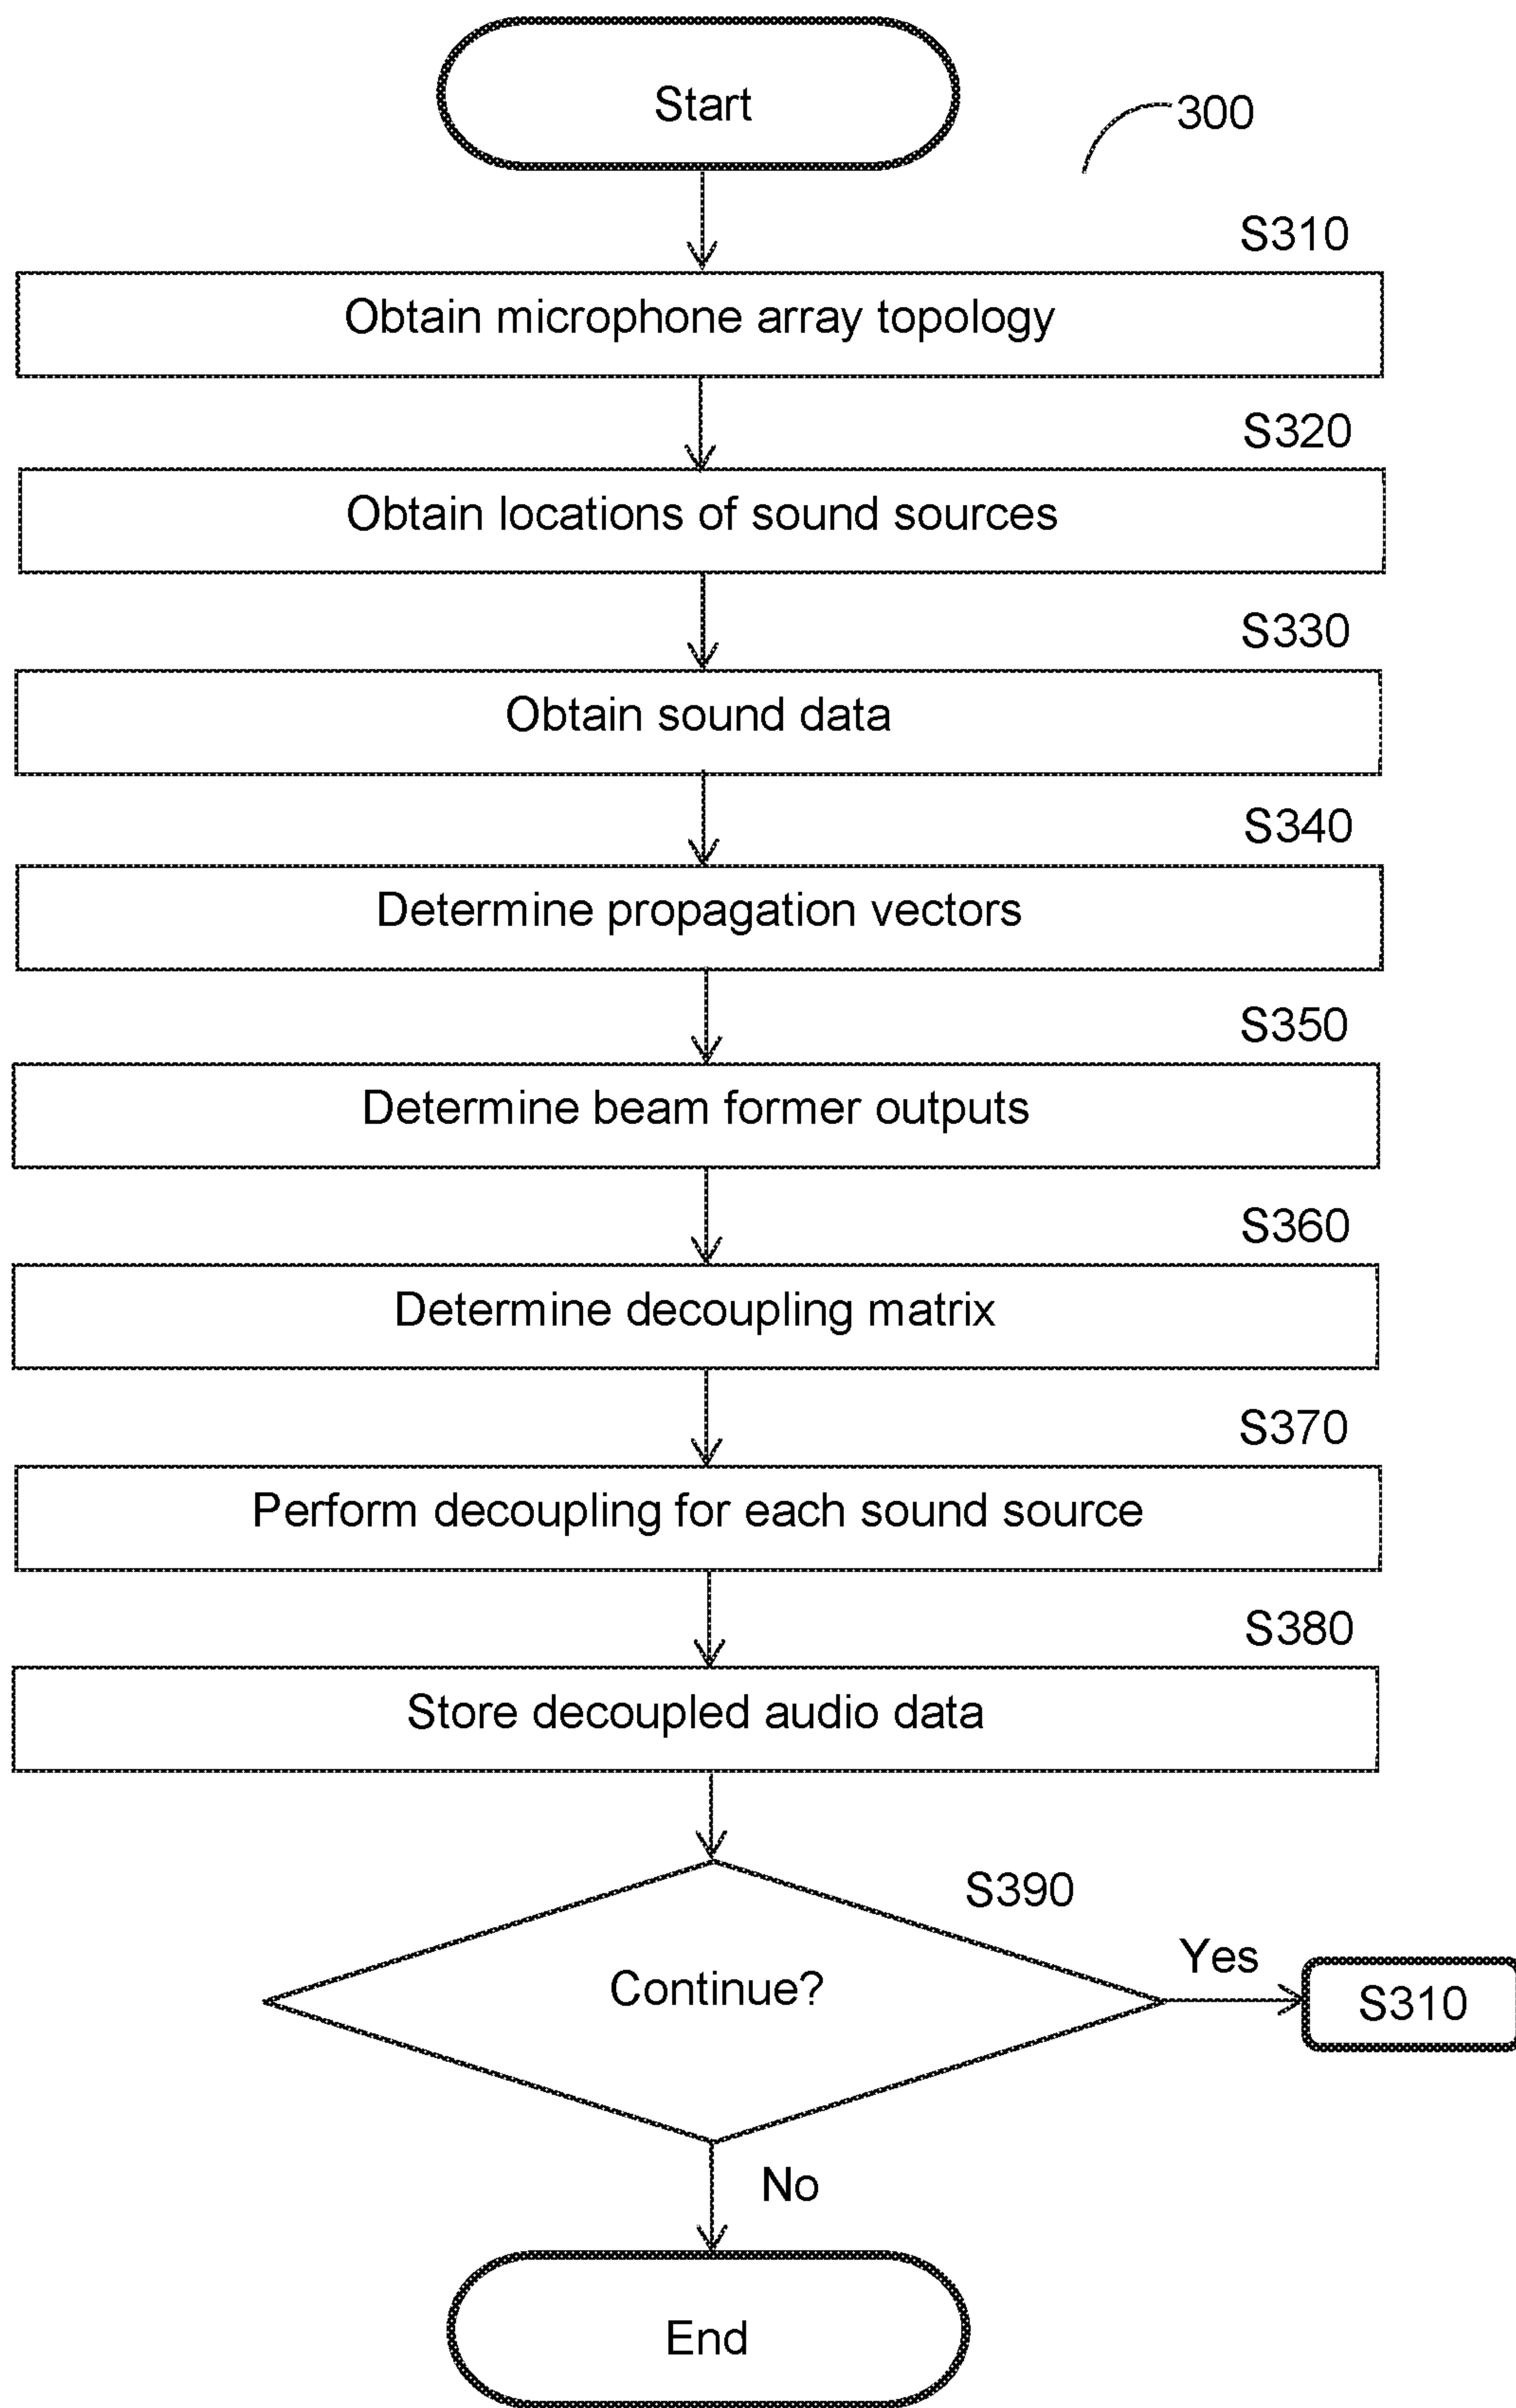 Start
300
S310
Obtain microphone array topology
S320
Obtain locations of sound sources
S330
Obtain sound data
S340
Determine propagation vectors
S350
Determine beam former outputs
S360
Determine decoupling matrix
S370
Perform decoupling for each sound source
S380
Store decoupled audio data
S390
Continue?
Yes
S310
No
End